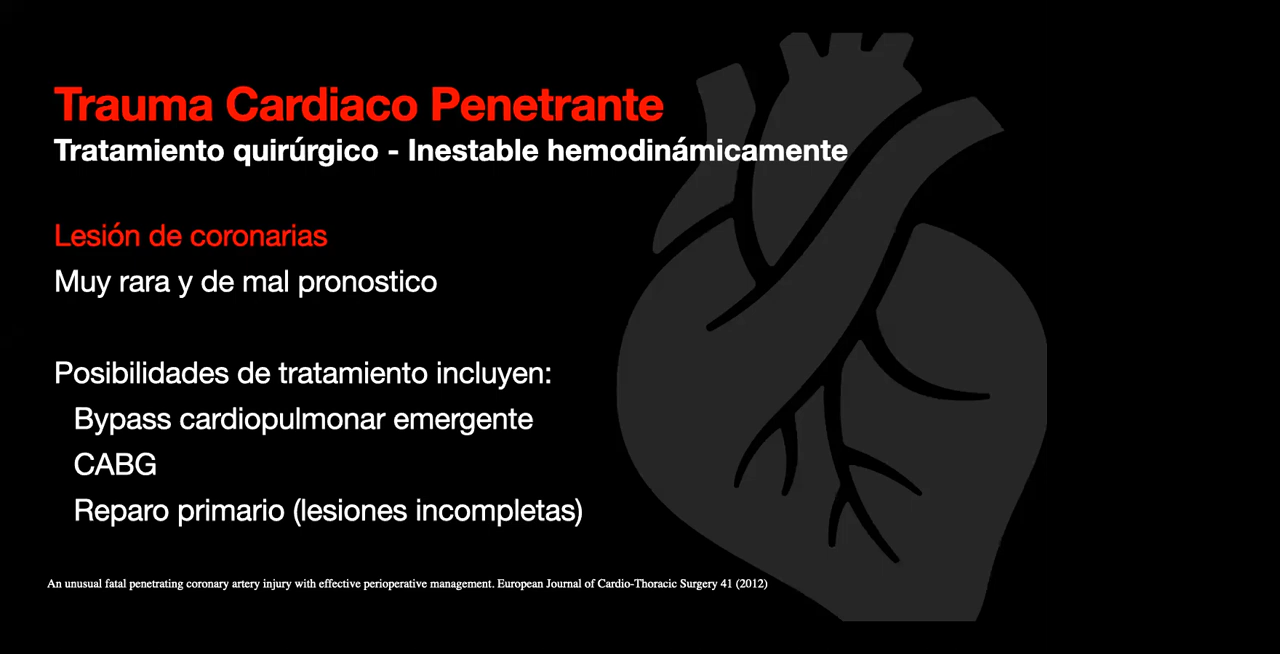 Trauma Cardiaco Penetrante
Tratamiento quirúrgico - Inestable hemodinámicamente
Lesión de coronarias
Muy rara y de mal pronostico
Posibilidades de tratamiento incluyen:
Bypass cardiopulmonar emergente
CABG
Reparo primario (lesiones incompletas)
An unusual fatal penetrating coronary artery injury with effective perioperative management. European Journal of Cardio-Thoracic Surgery 41 (2012)